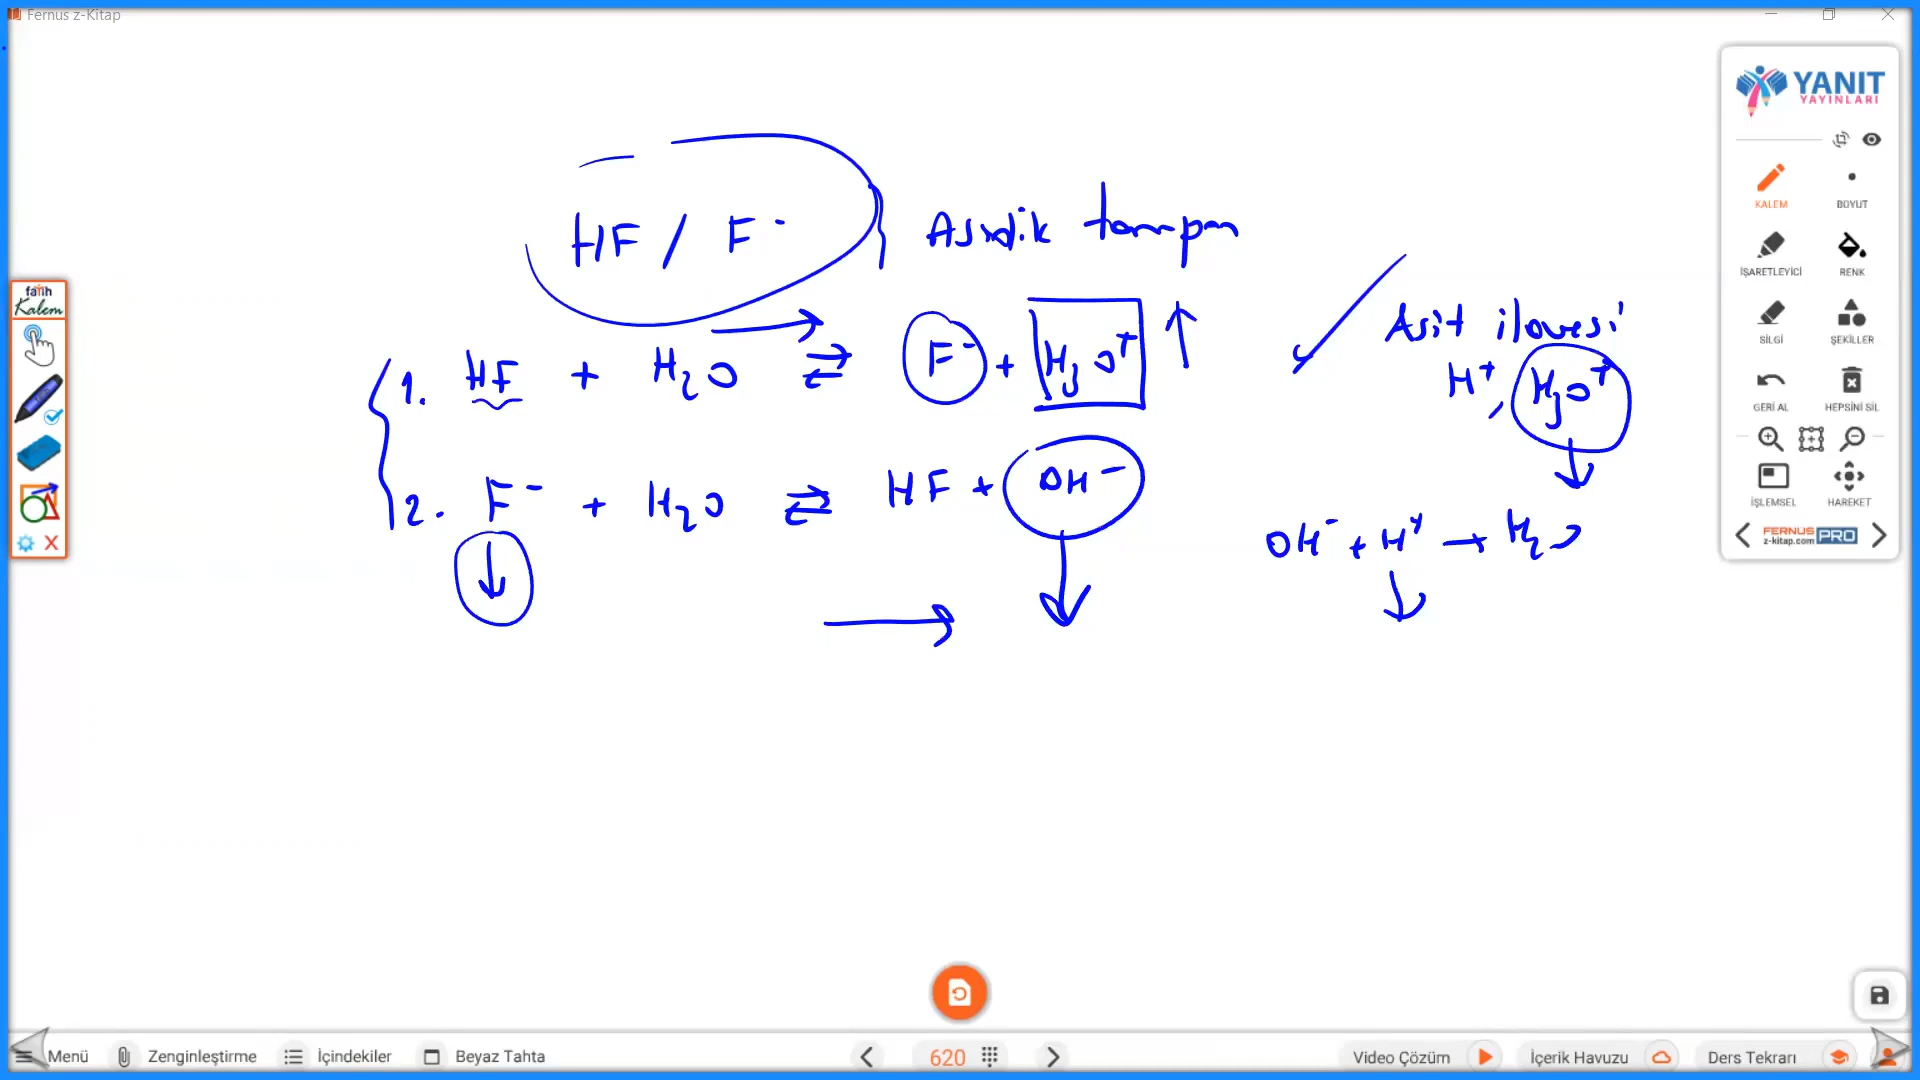 Fernus z-Kitap
YANIT
YAYINLARI
HF / F⁻ } Asidik tampon
KALEM
BOYUT
İŞARETLEYİCİ
RENK
fatih
Kalem
Asit ilavesi
1. HF + H₂O ⇄ F⁻ + H₃O⁺ ↑
H⁺, H₃O⁺
SİLGİ
ŞEKİLLER
GERİ AL
HEPSİNİ SİL
2. F⁻ + H₂O ⇄ HF + OH⁻
İŞLEMSEL
HAREKET
OH⁻ + H⁺ → H₂O
FERNUS
z-kitap.com PRO
Menü
Zenginleştirme
İçindekiler
Beyaz Tahta
620
Video Çözüm
İçerik Havuzu
Ders Tekrarı